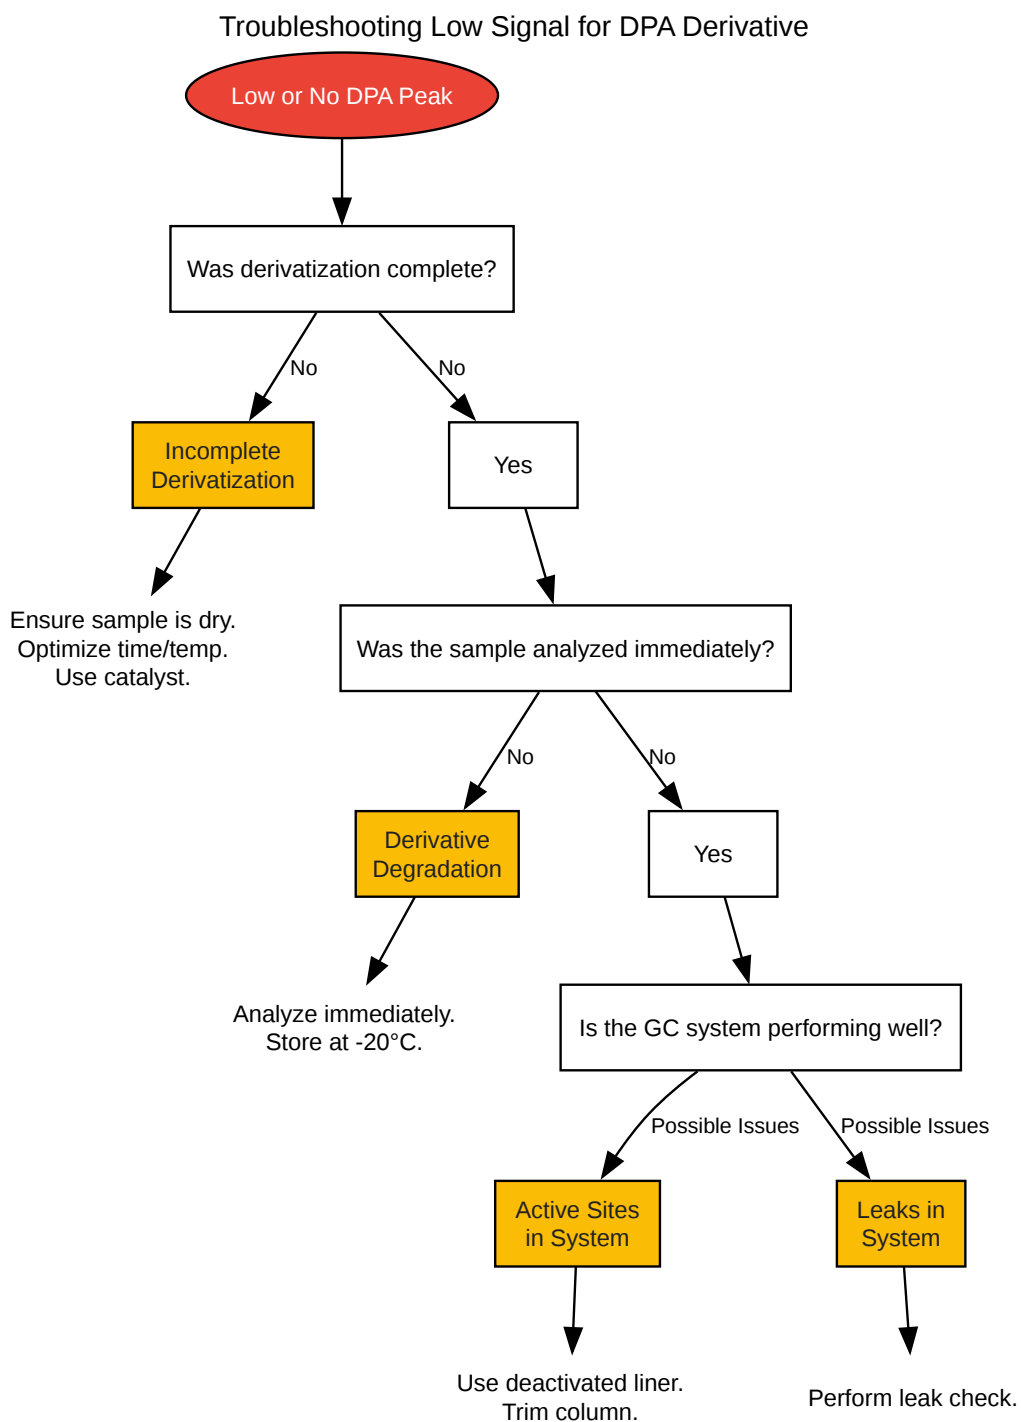 Troubleshooting Low Signal for DPA Derivative
Low or No DPA Peak
Was derivatization complete?
No
No
Incomplete
Derivatization
Yes
Ensure sample is dry.
Optimize time/temp.
Use catalyst.
Was the sample analyzed immediately?
No
No
Derivative
Degradation
Yes
Analyze immediately.
Store at -20°C.
Is the GC system performing well?
Possible Issues
Possible Issues
Active Sites
in System
Leaks in
System
Use deactivated liner.
Trim column.
Perform leak check.